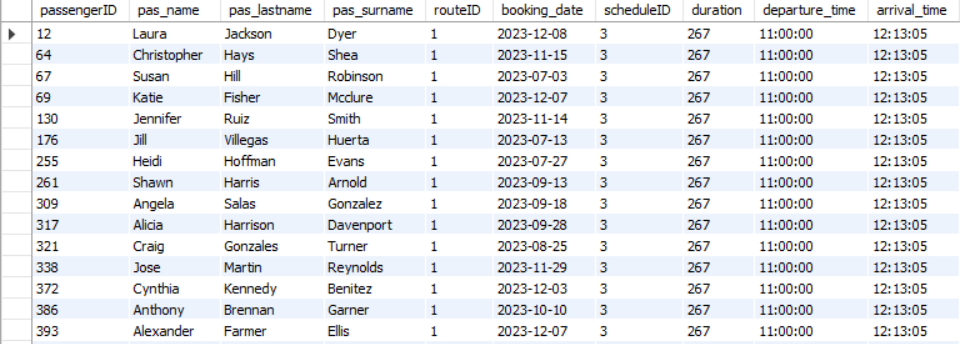 passengerID pas_name pas_lastname pas_surname routeID booking_date scheduleID duration departure_time arrival_time
12 Laura Jackson Dyer 1 2023-12-08 3 267 11:00:00 12:13:05
64 Christopher Hays Shea 1 2023-11-15 3 267 11:00:00 12:13:05
67 Susan Hill Robinson 1 2023-07-03 3 267 11:00:00 12:13:05
69 Katie Fisher Mcclure 1 2023-12-07 3 267 11:00:00 12:13:05
130 Jennifer Ruiz Smith 1 2023-11-14 3 267 11:00:00 12:13:05
176 Jill Villegas Huerta 1 2023-07-13 3 267 11:00:00 12:13:05
255 Heidi Hoffman Evans 1 2023-07-27 3 267 11:00:00 12:13:05
261 Shawn Harris Arnold 1 2023-09-13 3 267 11:00:00 12:13:05
309 Angela Salas Gonzalez 1 2023-09-18 3 267 11:00:00 12:13:05
317 Alicia Harrison Davenport 1 2023-09-28 3 267 11:00:00 12:13:05
321 Craig Gonzales Turner 1 2023-08-25 3 267 11:00:00 12:13:05
338 Jose Martin Reynolds 1 2023-11-29 3 267 11:00:00 12:13:05
372 Cynthia Kennedy Benitez 1 2023-12-03 3 267 11:00:00 12:13:05
386 Anthony Brennan Garner 1 2023-10-10 3 267 11:00:00 12:13:05
393 Alexander Farmer Ellis 1 2023-12-07 3 267 11:00:00 12:13:05